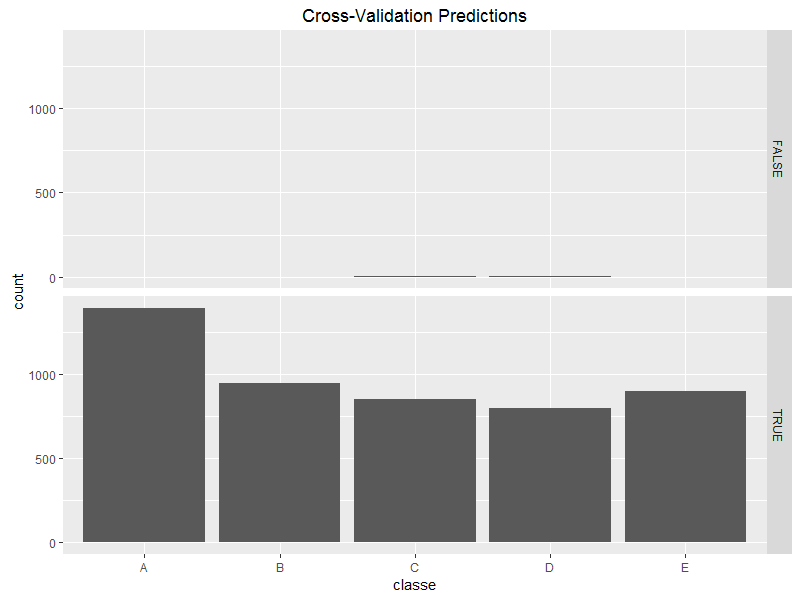 Cross-Validation Predictions
1000
500
0
FALSE
count
1000
500
0
TRUE
A B C D E
classe